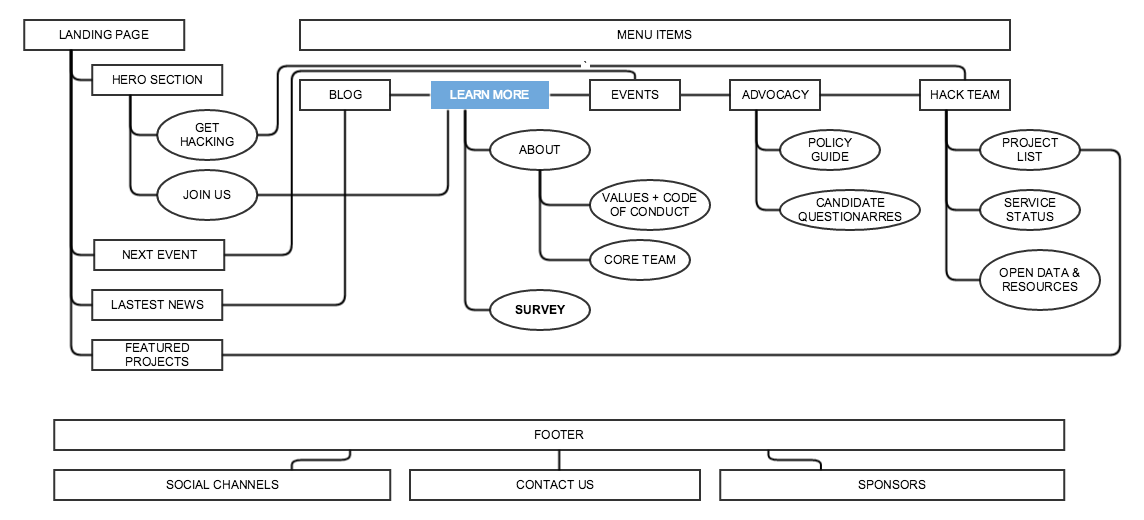 LANDING PAGE
MENU ITEMS
HERO SECTION
BLOG
LEARN MORE
EVENTS
ADVOCACY
HACK TEAM
GET
HACKING
ABOUT
POLICY
GUIDE
PROJECT
LIST
JOIN US
VALUES + CODE
OF CONDUCT
CANDIDATE
QUESTIONARRES
SERVICE
STATUS
NEXT EVENT
CORE TEAM
OPEN DATA &
RESOURCES
LASTEST NEWS
SURVEY
FEATURED
PROJECTS
FOOTER
SOCIAL CHANNELS
CONTACT US
SPONSORS